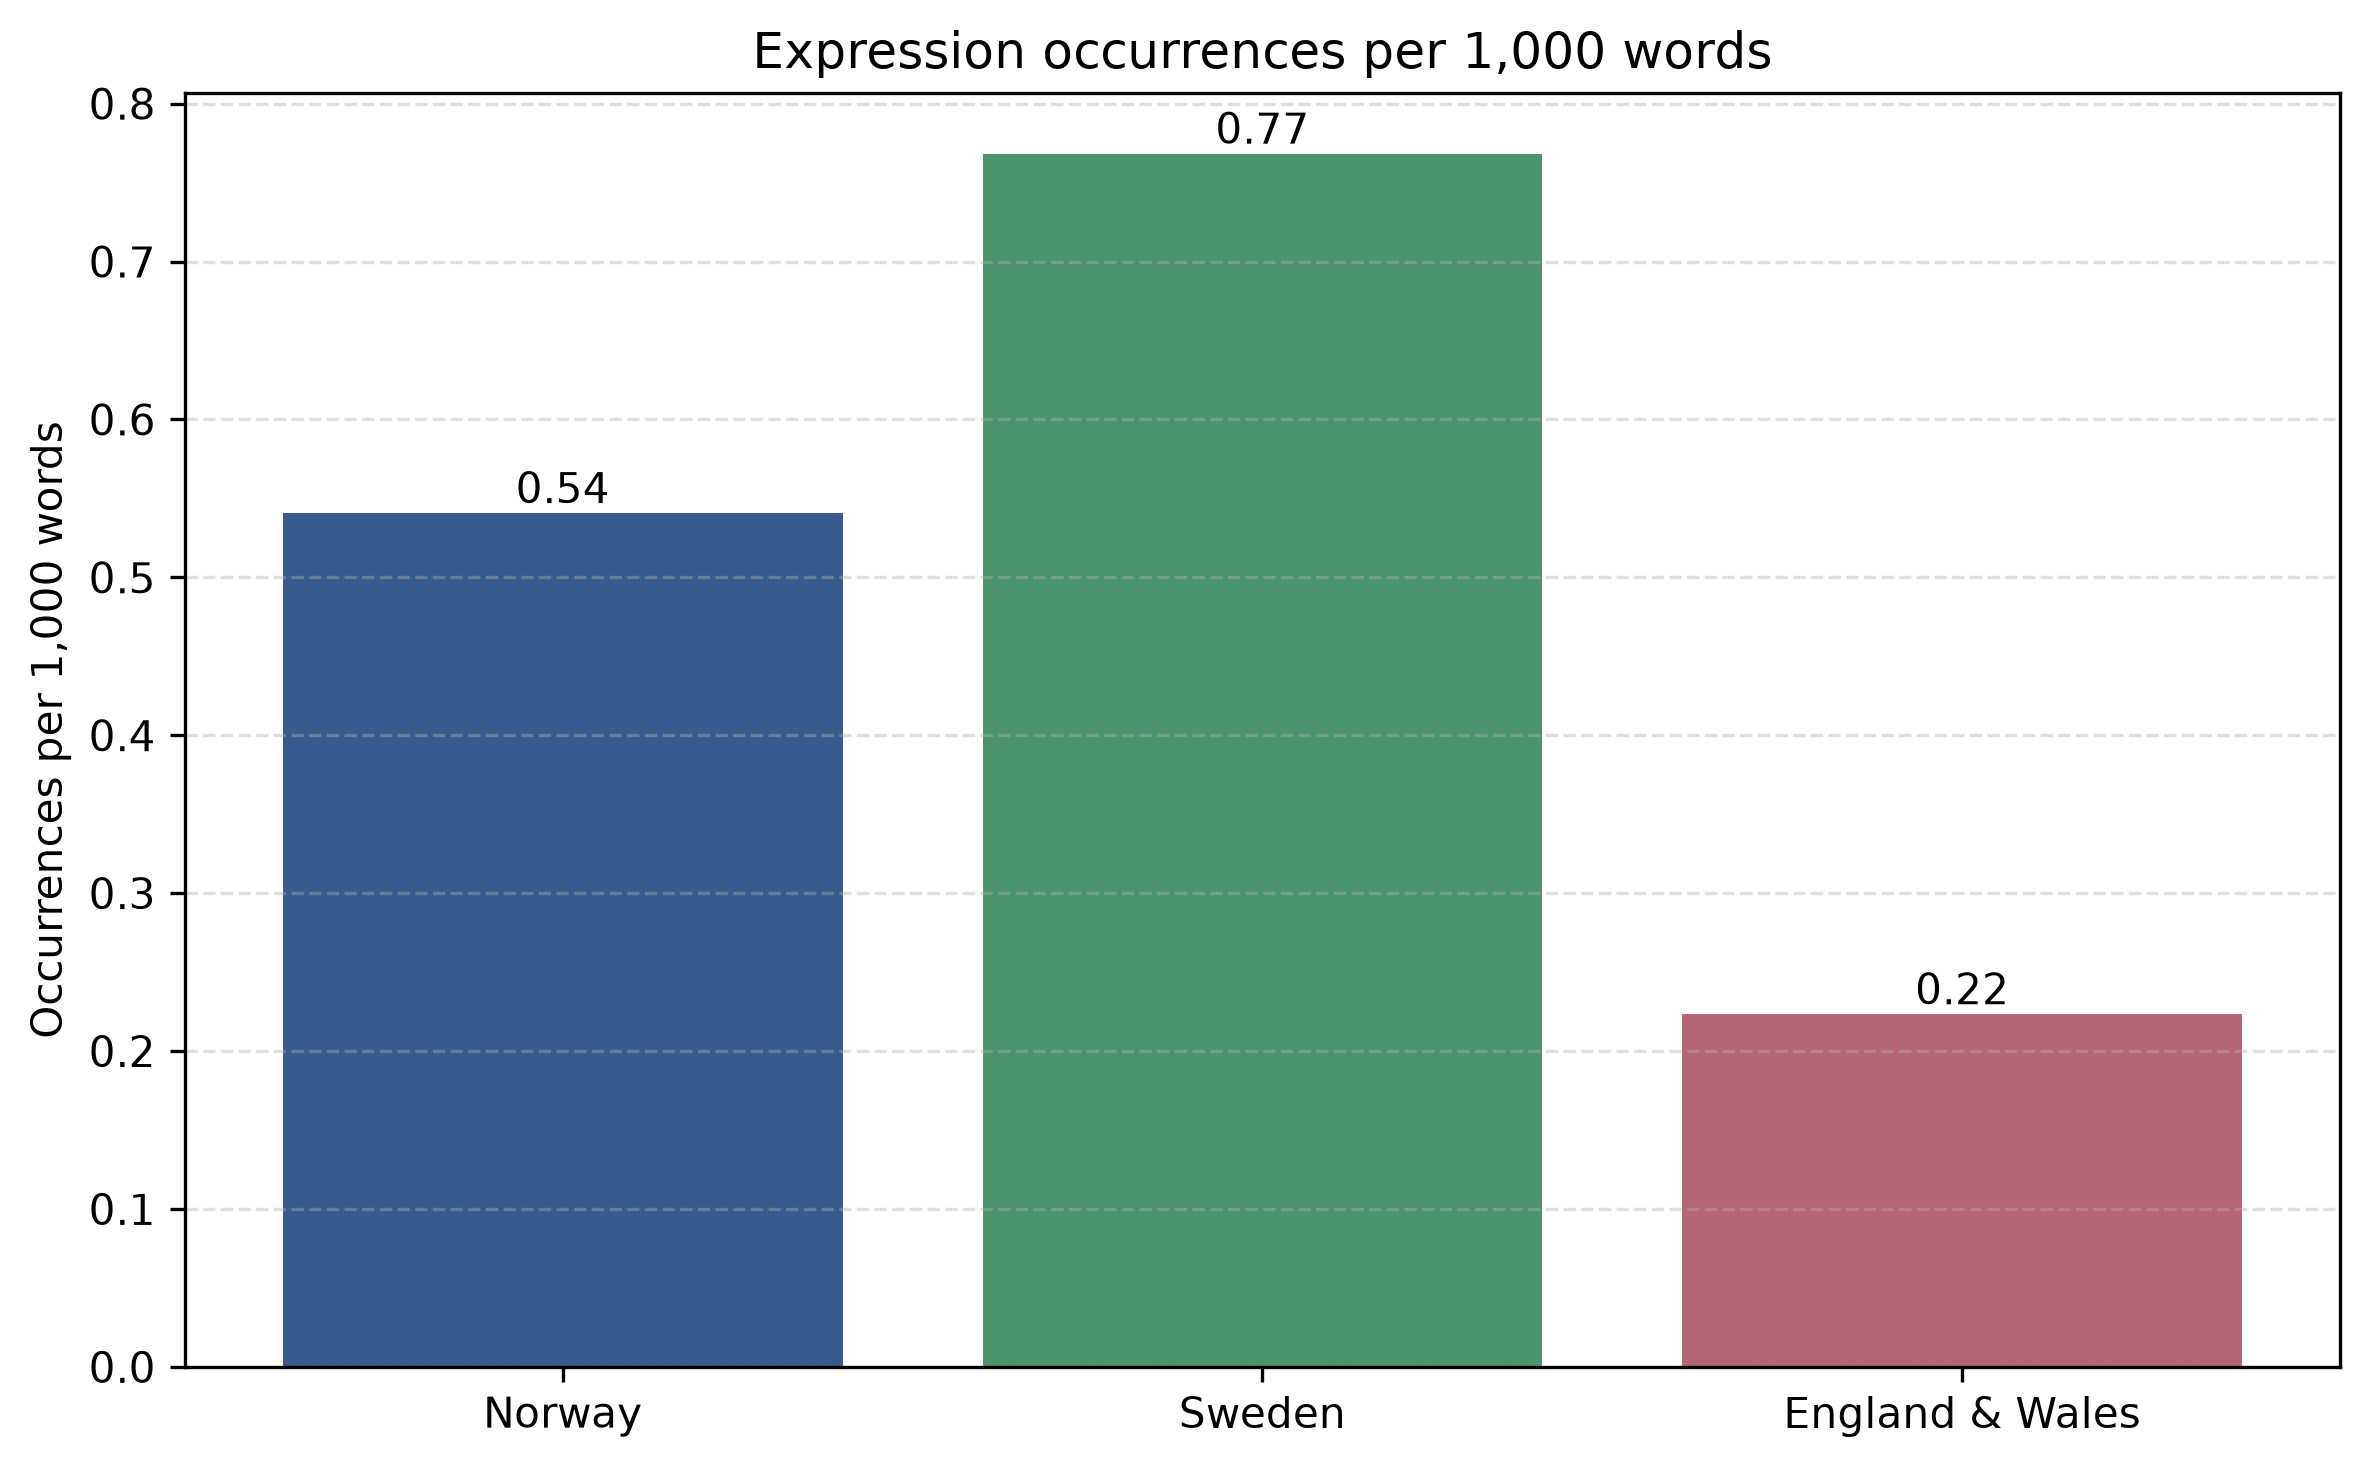 Expression occurrences per 1,000 words
Occurrences per 1,000 words
0.8
0.7
0.6
0.5
0.4
0.3
0.2
0.1
0.0
0.54
0.77
0.22
Norway
Sweden
England & Wales